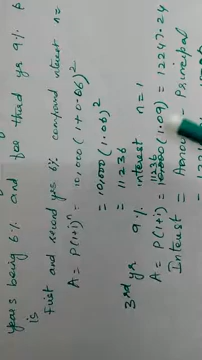 years being 6% and for third yr 9% p
is
First and second yrs 6% compound interest n=
A = P(1+i)^n = 10,000 (1+0.06)^2
= 10,000 (1.06)^2
= 11236
3rd yr 9% interest n=1
A = P(1+i) = 11236 (1.09) = 12247.24
Interest = Amount - Principal